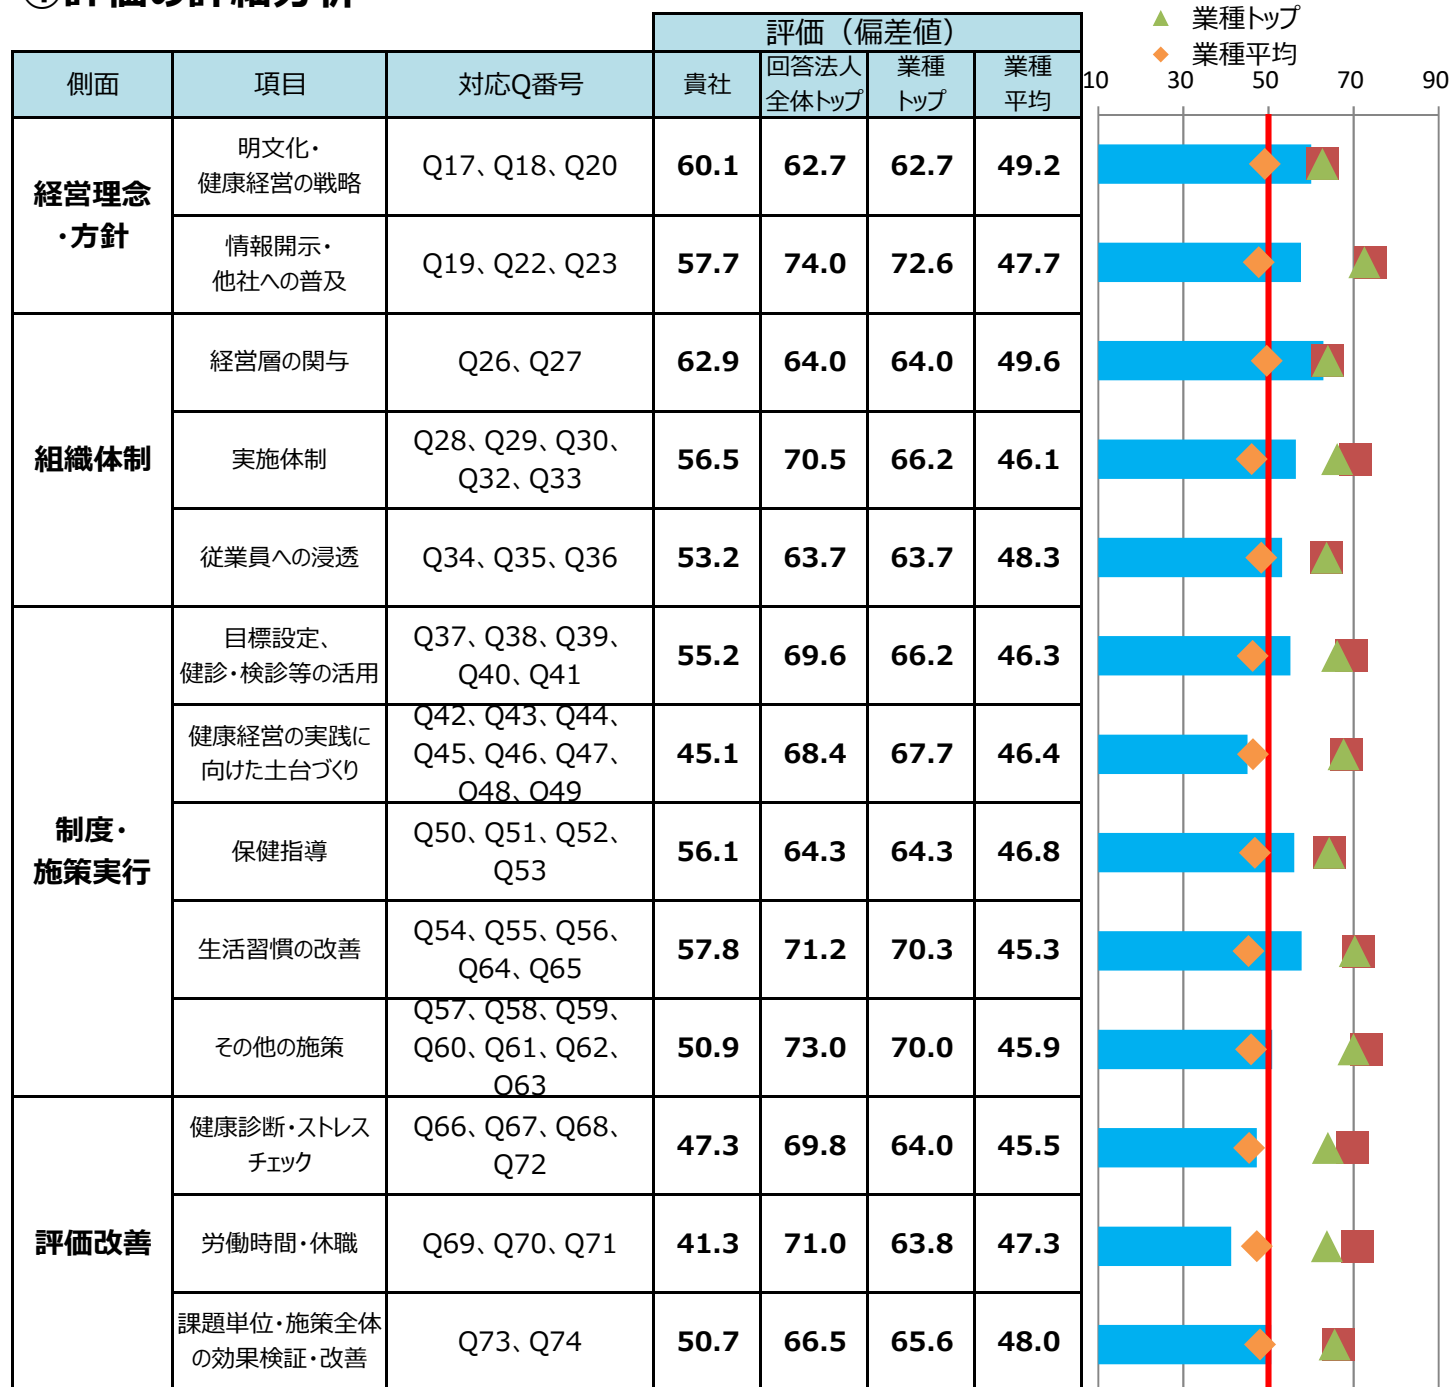 ①評価の詳細分析
▲ 業種トップ
◆ 業種平均
評価（偏差値）
側面 項目 対応Q番号 貴社 回答法人 全体トップ 業種 トップ 業種 平均
10 30 50 70 90
経営理念
・方針
明文化・
健康経営の戦略
Q17、Q18、Q20
60.1 62.7 62.7 49.2
情報開示・
他社への普及
Q19、Q22、Q23
57.7 74.0 72.6 47.7
組織体制
経営層の関与
Q26、Q27
62.9 64.0 64.0 49.6
実施体制
Q28、Q29、Q30、
Q32、Q33
56.5 70.5 66.2 46.1
従業員への浸透
Q34、Q35、Q36
53.2 63.7 63.7 48.3
制度・
施策実行
目標設定、
健診・検診等の活用
Q37、Q38、Q39、
Q40、Q41
55.2 69.6 66.2 46.3
健康経営の実践に
向けた土台づくり
Q42、Q43、Q44、
Q45、Q46、Q47、
Q48、Q49
45.1 68.4 67.7 46.4
保健指導
Q50、Q51、Q52、
Q53
56.1 64.3 64.3 46.8
生活習慣の改善
Q54、Q55、Q56、
Q64、Q65
57.8 71.2 70.3 45.3
その他の施策
Q57、Q58、Q59、
Q60、Q61、Q62、
Q63
50.9 73.0 70.0 45.9
評価改善
健康診断・ストレス
チェック
Q66、Q67、Q68、
Q72
47.3 69.8 64.0 45.5
労働時間・休職
Q69、Q70、Q71
41.3 71.0 63.8 47.3
課題単位・施策全体
の効果検証・改善
Q73、Q74
50.7 66.5 65.6 48.0